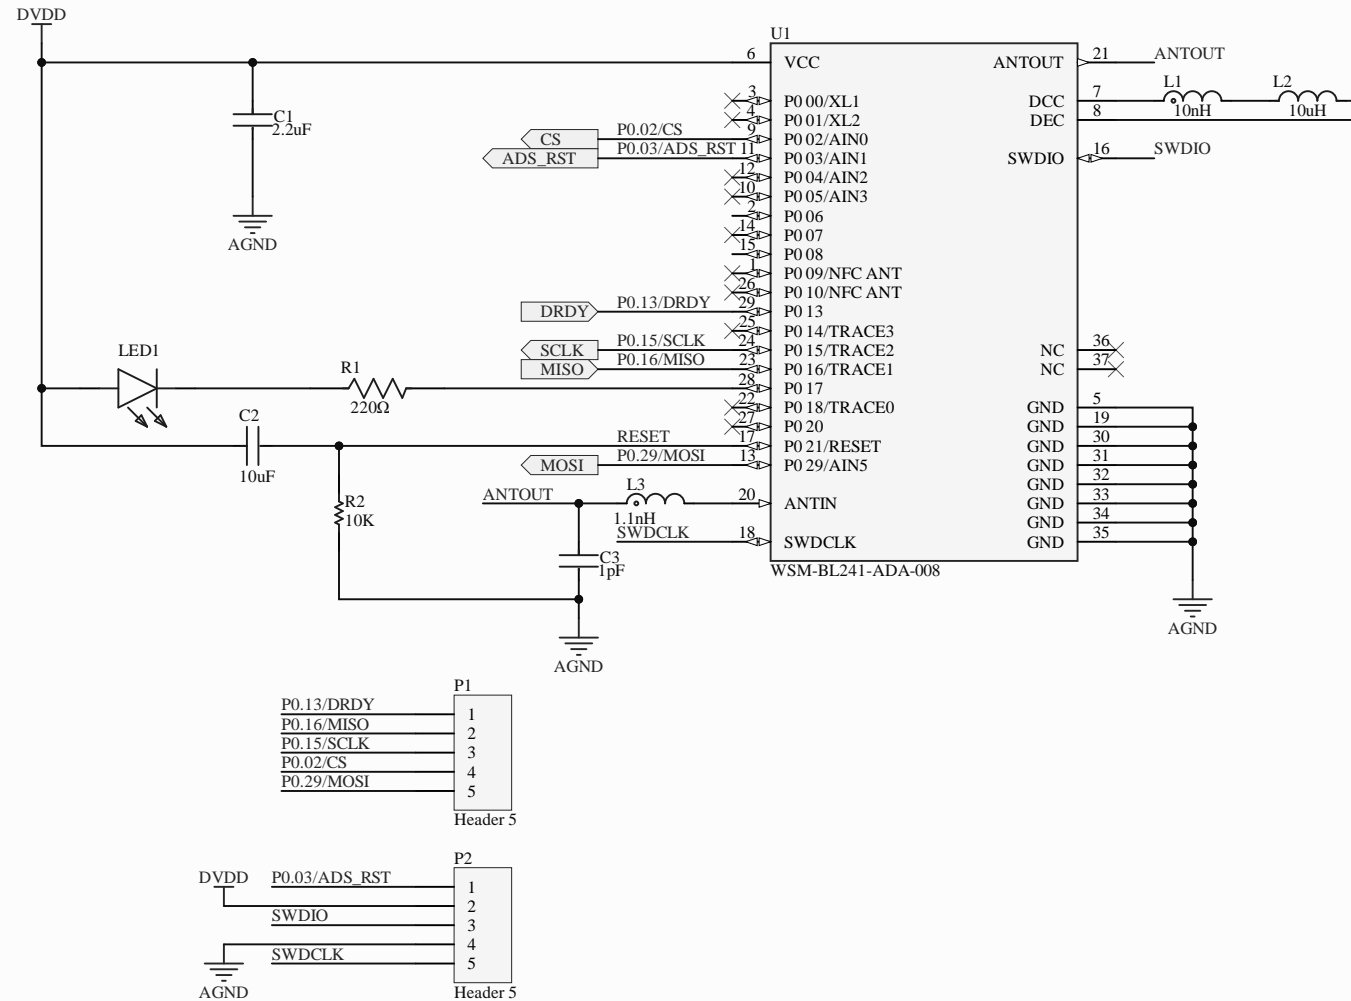 DVDD
U1
6 VCC ANTOUT 21 ANTOUT
3 P0 00/XL1 DCC 7 L1 10nH L2 10uH
4 P0 01/XL2 DEC 8
CS P0.02/CS 9 P0 02/AIN0
ADS_RST P0.03/ADS_RST 11 P0 03/AIN1 SWDIO 16 SWDIO
12 P0 04/AIN2
10 P0 05/AIN3
2 P0 06
14 P0 07
15 P0 08
1 P0 09/NFC ANT
26 P0 10/NFC ANT
DRDY P0.13/DRDY 29 P0 13
25 P0 14/TRACE3
SCLK P0.15/SCLK 24 P0 15/TRACE2 NC 36
MISO P0.16/MISO 23 P0 16/TRACE1 NC 37
28 P0 17
22 P0 18/TRACE0 GND 5
27 P0 20 GND 19
RESET 17 P0 21/RESET GND 30
MOSI P0.29/MOSI 13 P0 29/AIN5 GND 31
GND 32
ANTOUT L3 1.1nH 20 ANTIN GND 33
GND 34
SWDCLK 18 SWDCLK GND 35
WSM-BL241-ADA-008
C1
2.2uF
AGND
LED1
R1
220Ω
C2
10uF
R2
10K
C3
1pF
AGND
AGND
P1
P0.13/DRDY 1
P0.16/MISO 2
P0.15/SCLK 3
P0.02/CS 4
P0.29/MOSI 5
Header 5
P2
DVDD P0.03/ADS_RST 1
2
SWDIO 3
4
SWDCLK 5
AGND
Header 5